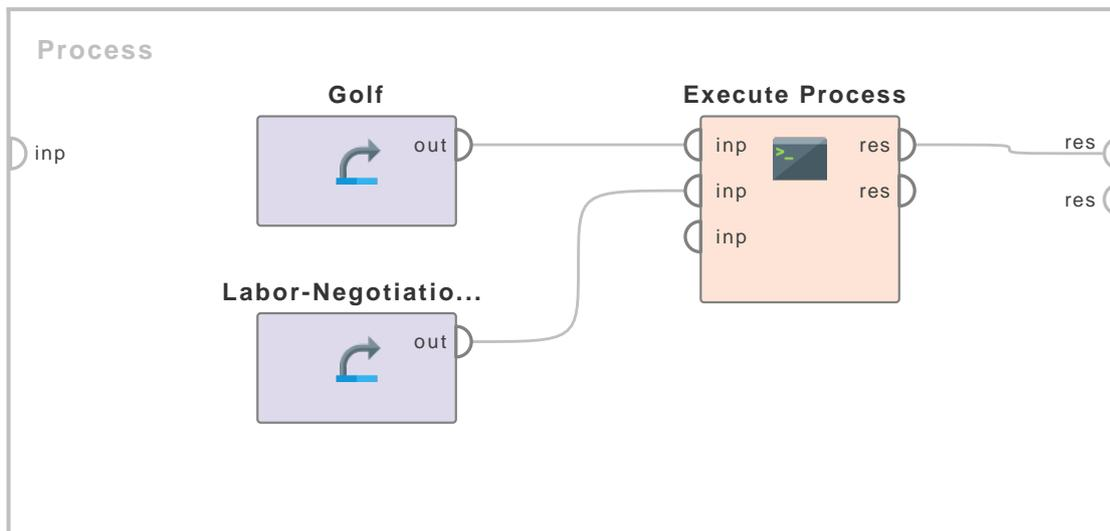 Process
inp
Golf
out
Labor-Negotiatio...
out
Execute Process
inp
res
inp
res
inp
>_
res
res